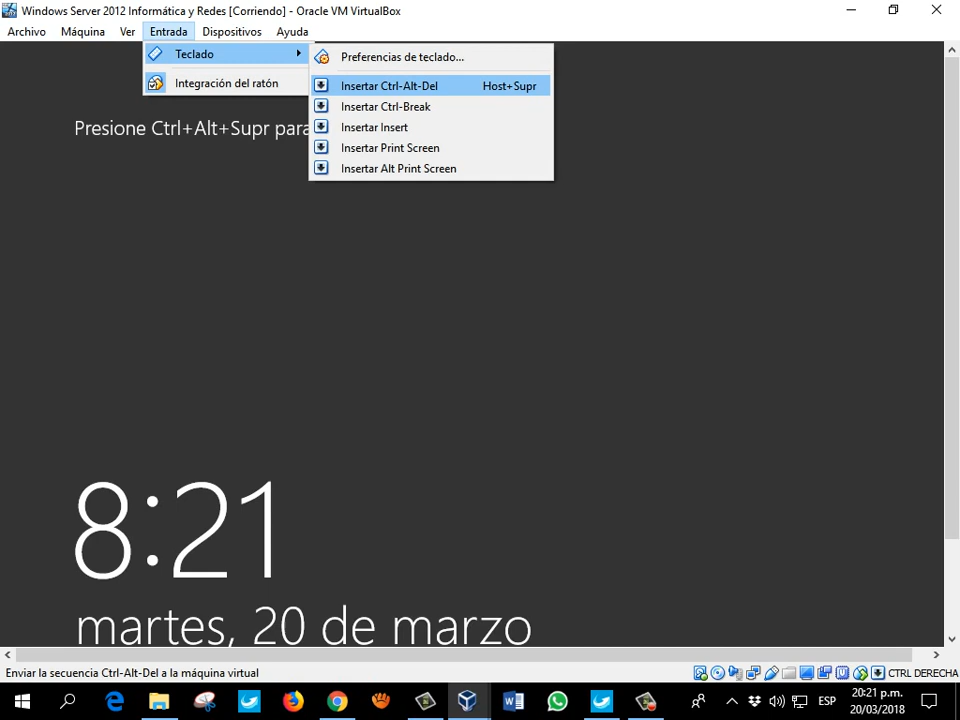 Windows Server 2012 Informática y Redes [Corriendo] - Oracle VM VirtualBox
Archivo Máquina Ver Entrada Dispositivos Ayuda
Teclado
Integración del ratón
Preferencias de teclado...
Insertar Ctrl-Alt-Del Host+Supr
Insertar Ctrl-Break
Insertar Insert
Insertar Print Screen
Insertar Alt Print Screen
Presione Ctrl+Alt+Supr para
8:21
martes, 20 de marzo
Enviar la secuencia Ctrl-Alt-Del a la máquina virtual
CTRL DERECHA
ESP
20:21 p.m.
20/03/2018